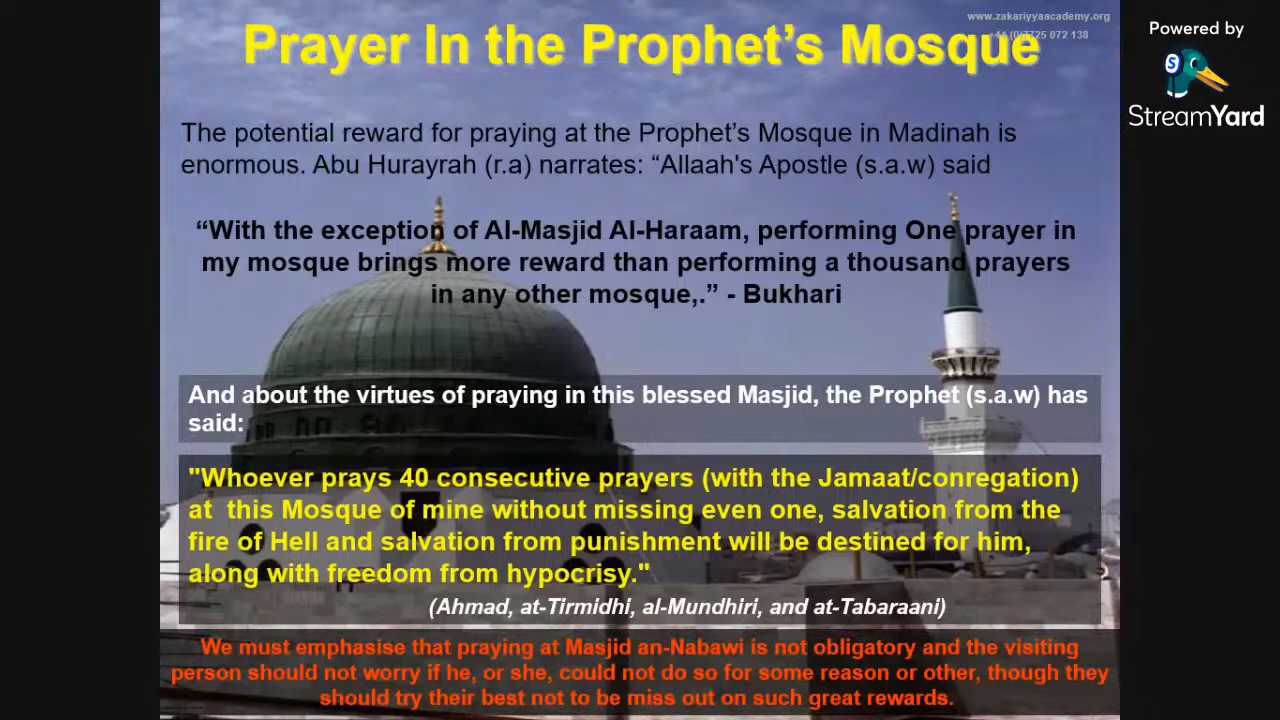 www.zakariyyaacademy.org
+44 (0)7725 072 138
Prayer In the Prophet's Mosque
Powered by
S
StreamYard
The potential reward for praying at the Prophet's Mosque in Madinah is
enormous. Abu Hurayrah (r.a) narrates: “Allaah's Apostle (s.a.w) said
“With the exception of Al-Masjid Al-Haraam, performing One prayer in
my mosque brings more reward than performing a thousand prayers
in any other mosque,.” - Bukhari
And about the virtues of praying in this blessed Masjid, the Prophet (s.a.w) has
said:
"Whoever prays 40 consecutive prayers (with the Jamaat/conregation)
at this Mosque of mine without missing even one, salvation from the
fire of Hell and salvation from punishment will be destined for him,
along with freedom from hypocrisy."
(Ahmad, at-Tirmidhi, al-Mundhiri, and at-Tabaraani)
We must emphasise that praying at Masjid an-Nabawi is not obligatory and the visiting
person should not worry if he, or she, could not do so for some reason or other, though they
should try their best not to be miss out on such great rewards.